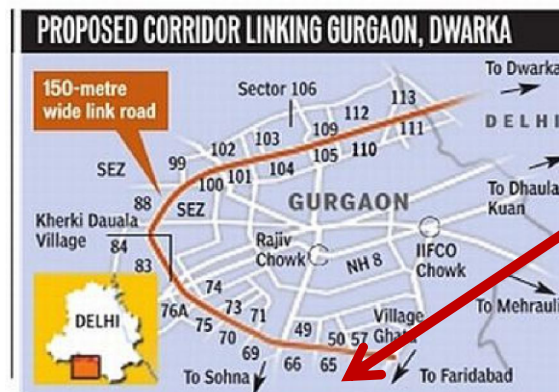 PROPOSED CORRIDOR LINKING GURGAON, DWARKA
150-metre
wide link road
Sector 106
To Dwarka
113
112
DELHI
109
111
103
102
110
105
104
99
SEZ
101
100
To Dhaula
Kuan
88
SEZ
GURGAON
Kherki Dauala
Village
84
Rajiv
Chowk
IIFCO
Chowk
NH 8
83
74
To Mehrauli
76A
73
71
Village
75
49
DELHI
70
50
57
69
66
65
To Sohna
To Faridabad